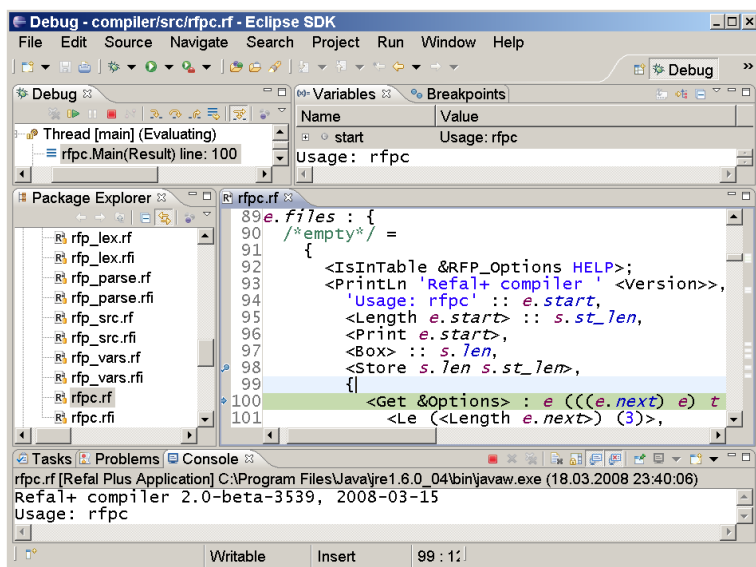 Debug - compiler/src/rfpc.rf - Eclipse SDK
File Edit Source Navigate Search Project Run Window Help
Debug »
Debug
Variables Breakpoints
Name Value
Thread [main] (Evaluating)
start Usage: rfpc
rfpc.Main(Result) line: 100
Usage: rfpc
Package Explorer
rfpc.rf
rfp_lex.rf
rfp_lex.rfi
rfp_parse.rf
rfp_parse.rfi
rfp_src.rf
rfp_src.rfi
rfp_vars.rf
rfp_vars.rfi
rfpc.rf
rfpc.rfi
89 e.files : {
90 /*empty*/ =
91 {
92 <IsInTable &RFP_Options HELP>;
93 <PrintLn 'Refal+ compiler ' <Version>>,
94 'Usage: rfpc' :: e.start,
95 <Length e.start> :: s.st_len,
96 <Print e.start>,
97 <Box> :: s.len,
98 <Store s.len s.st_len>,
99 {
100 <Get &Options> : e (((e.next) e) t
101 <Le (<Length e.next>) (3)>,
Tasks Problems Console
rfpc.rf [Refal Plus Application] C:\Program Files\Java\jre1.6.0_04\bin\javaw.exe (18.03.2008 23:40:06)
Refal+ compiler 2.0-beta-3539, 2008-03-15
Usage: rfpc
Writable Insert 99 : 12